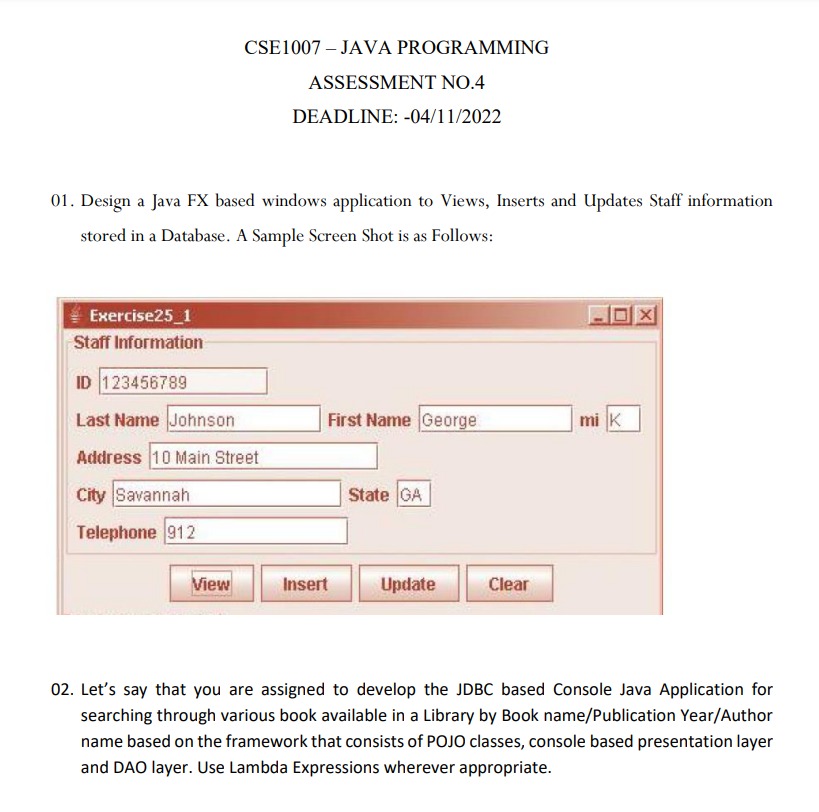 CSE1007 – JAVA PROGRAMMING
ASSESSMENT NO.4
DEADLINE: -04/11/2022
01. Design a Java FX based windows application to Views, Inserts and Updates Staff information
stored in a Database. A Sample Screen Shot is as Follows:
Exercise25_1
Staff Information
ID 123456789
Last Name Johnson First Name George mi K
Address 10 Main Street
City Savannah State GA
Telephone 912
View Insert Update Clear
02. Let’s say that you are assigned to develop the JDBC based Console Java Application for
searching through various book available in a Library by Book name/Publication Year/Author
name based on the framework that consists of POJO classes, console based presentation layer
and DAO layer. Use Lambda Expressions wherever appropriate.